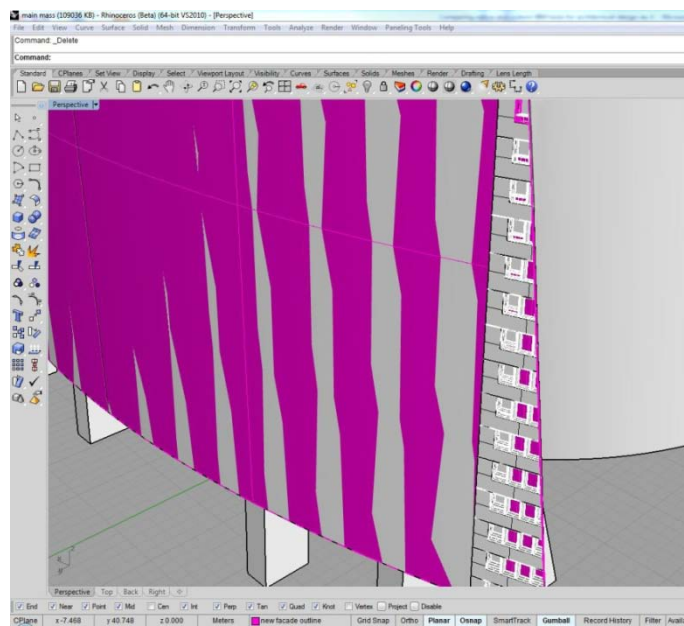 main mass (109036 KB) - Rhinoceros (Beta) (64-bit VS2010) - [Perspective]
File Edit View Curve Surface Solid Mesh Dimension Transform Tools Analyze Render Window Paneling Tools Help
Command: _Delete
Command:
Standard CPlanes Set View Display Select Viewport Layout Visibility Curves Surfaces Solids Meshes Render Drafting Lens Length
Perspective
z
x
y
Perspective Top Back Right
End Near Point Mid Cen Int Perp Tan Quad Knot Vertex Project Disable
CPlane x -7.468 y 40.748 z 0.000 Meters new facade outline Grid Snap Ortho Planar Osnap SmartTrack Gumball Record History Filter